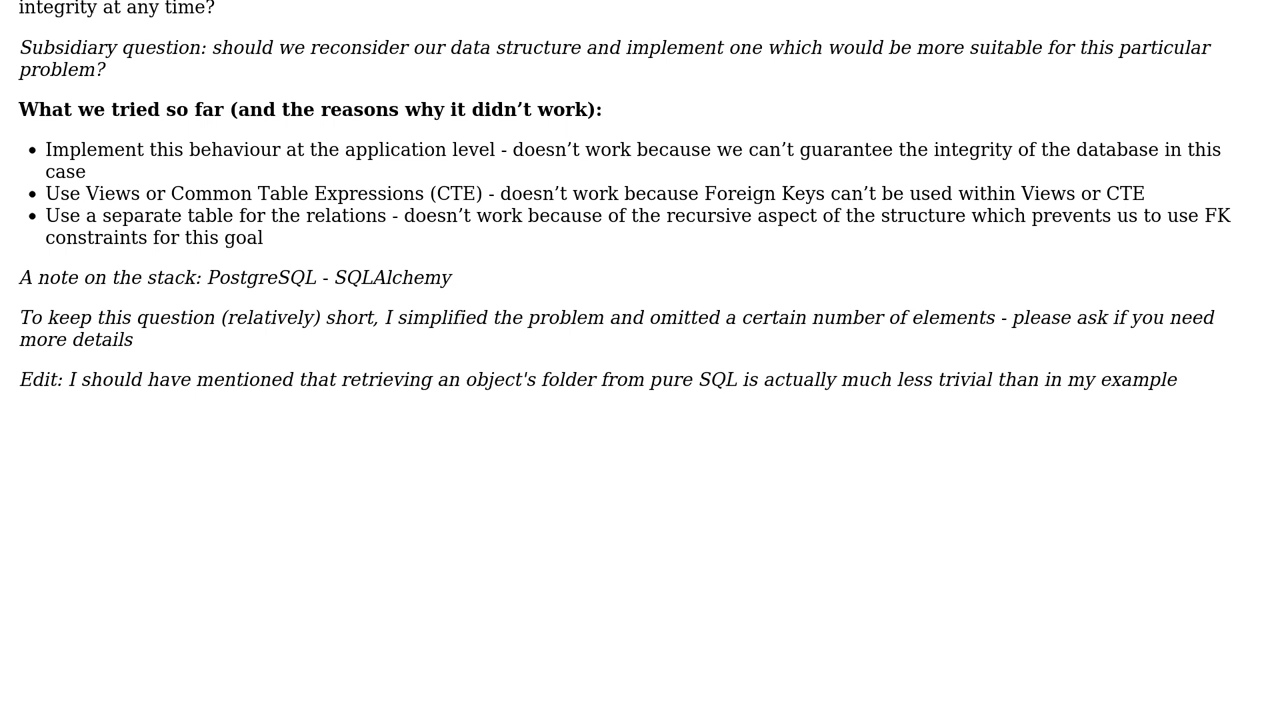 integrity at any time?
Subsidiary question: should we reconsider our data structure and implement one which would be more suitable for this particular
problem?
What we tried so far (and the reasons why it didn’t work):
• Implement this behaviour at the application level - doesn’t work because we can’t guarantee the integrity of the database in this
case
• Use Views or Common Table Expressions (CTE) - doesn’t work because Foreign Keys can’t be used within Views or CTE
• Use a separate table for the relations - doesn’t work because of the recursive aspect of the structure which prevents us to use FK
constraints for this goal
A note on the stack: PostgreSQL - SQLAlchemy
To keep this question (relatively) short, I simplified the problem and omitted a certain number of elements - please ask if you need
more details
Edit: I should have mentioned that retrieving an object's folder from pure SQL is actually much less trivial than in my example